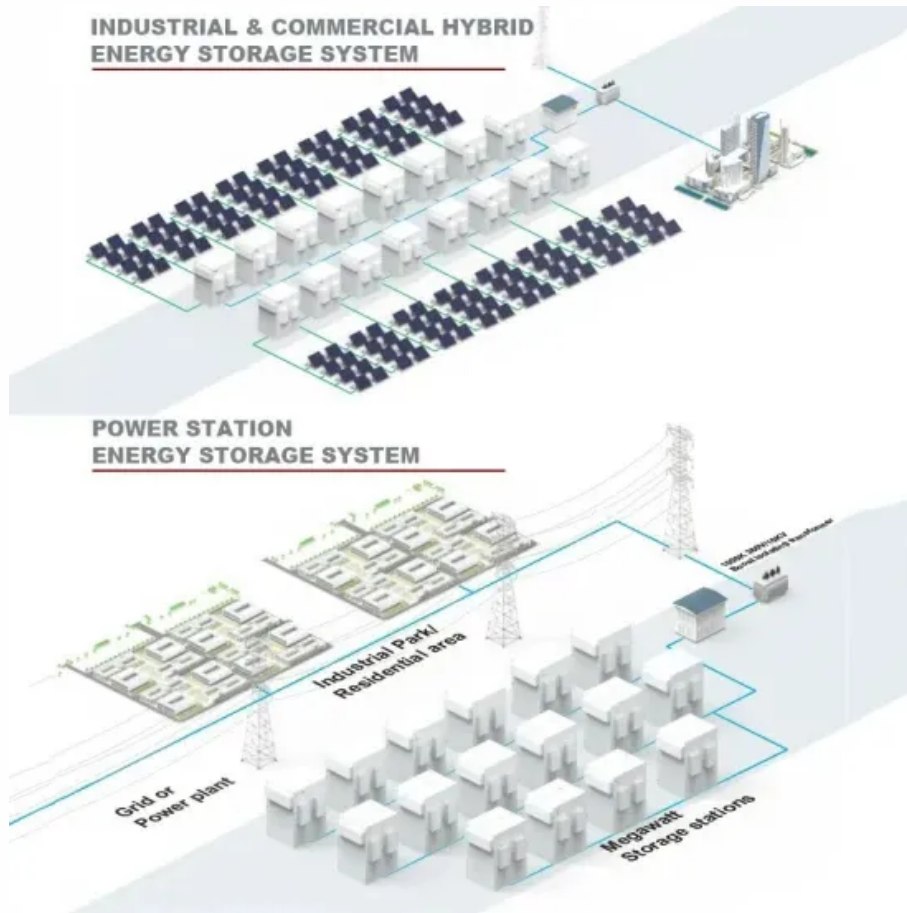 INDUSTRIAL & COMMERCIAL HYBRID
ENERGY STORAGE SYSTEM
POWER STATION
ENERGY STORAGE SYSTEM
Industrial Park/
Residential area
Grid or
Power plant
Megawatt
Storage stations